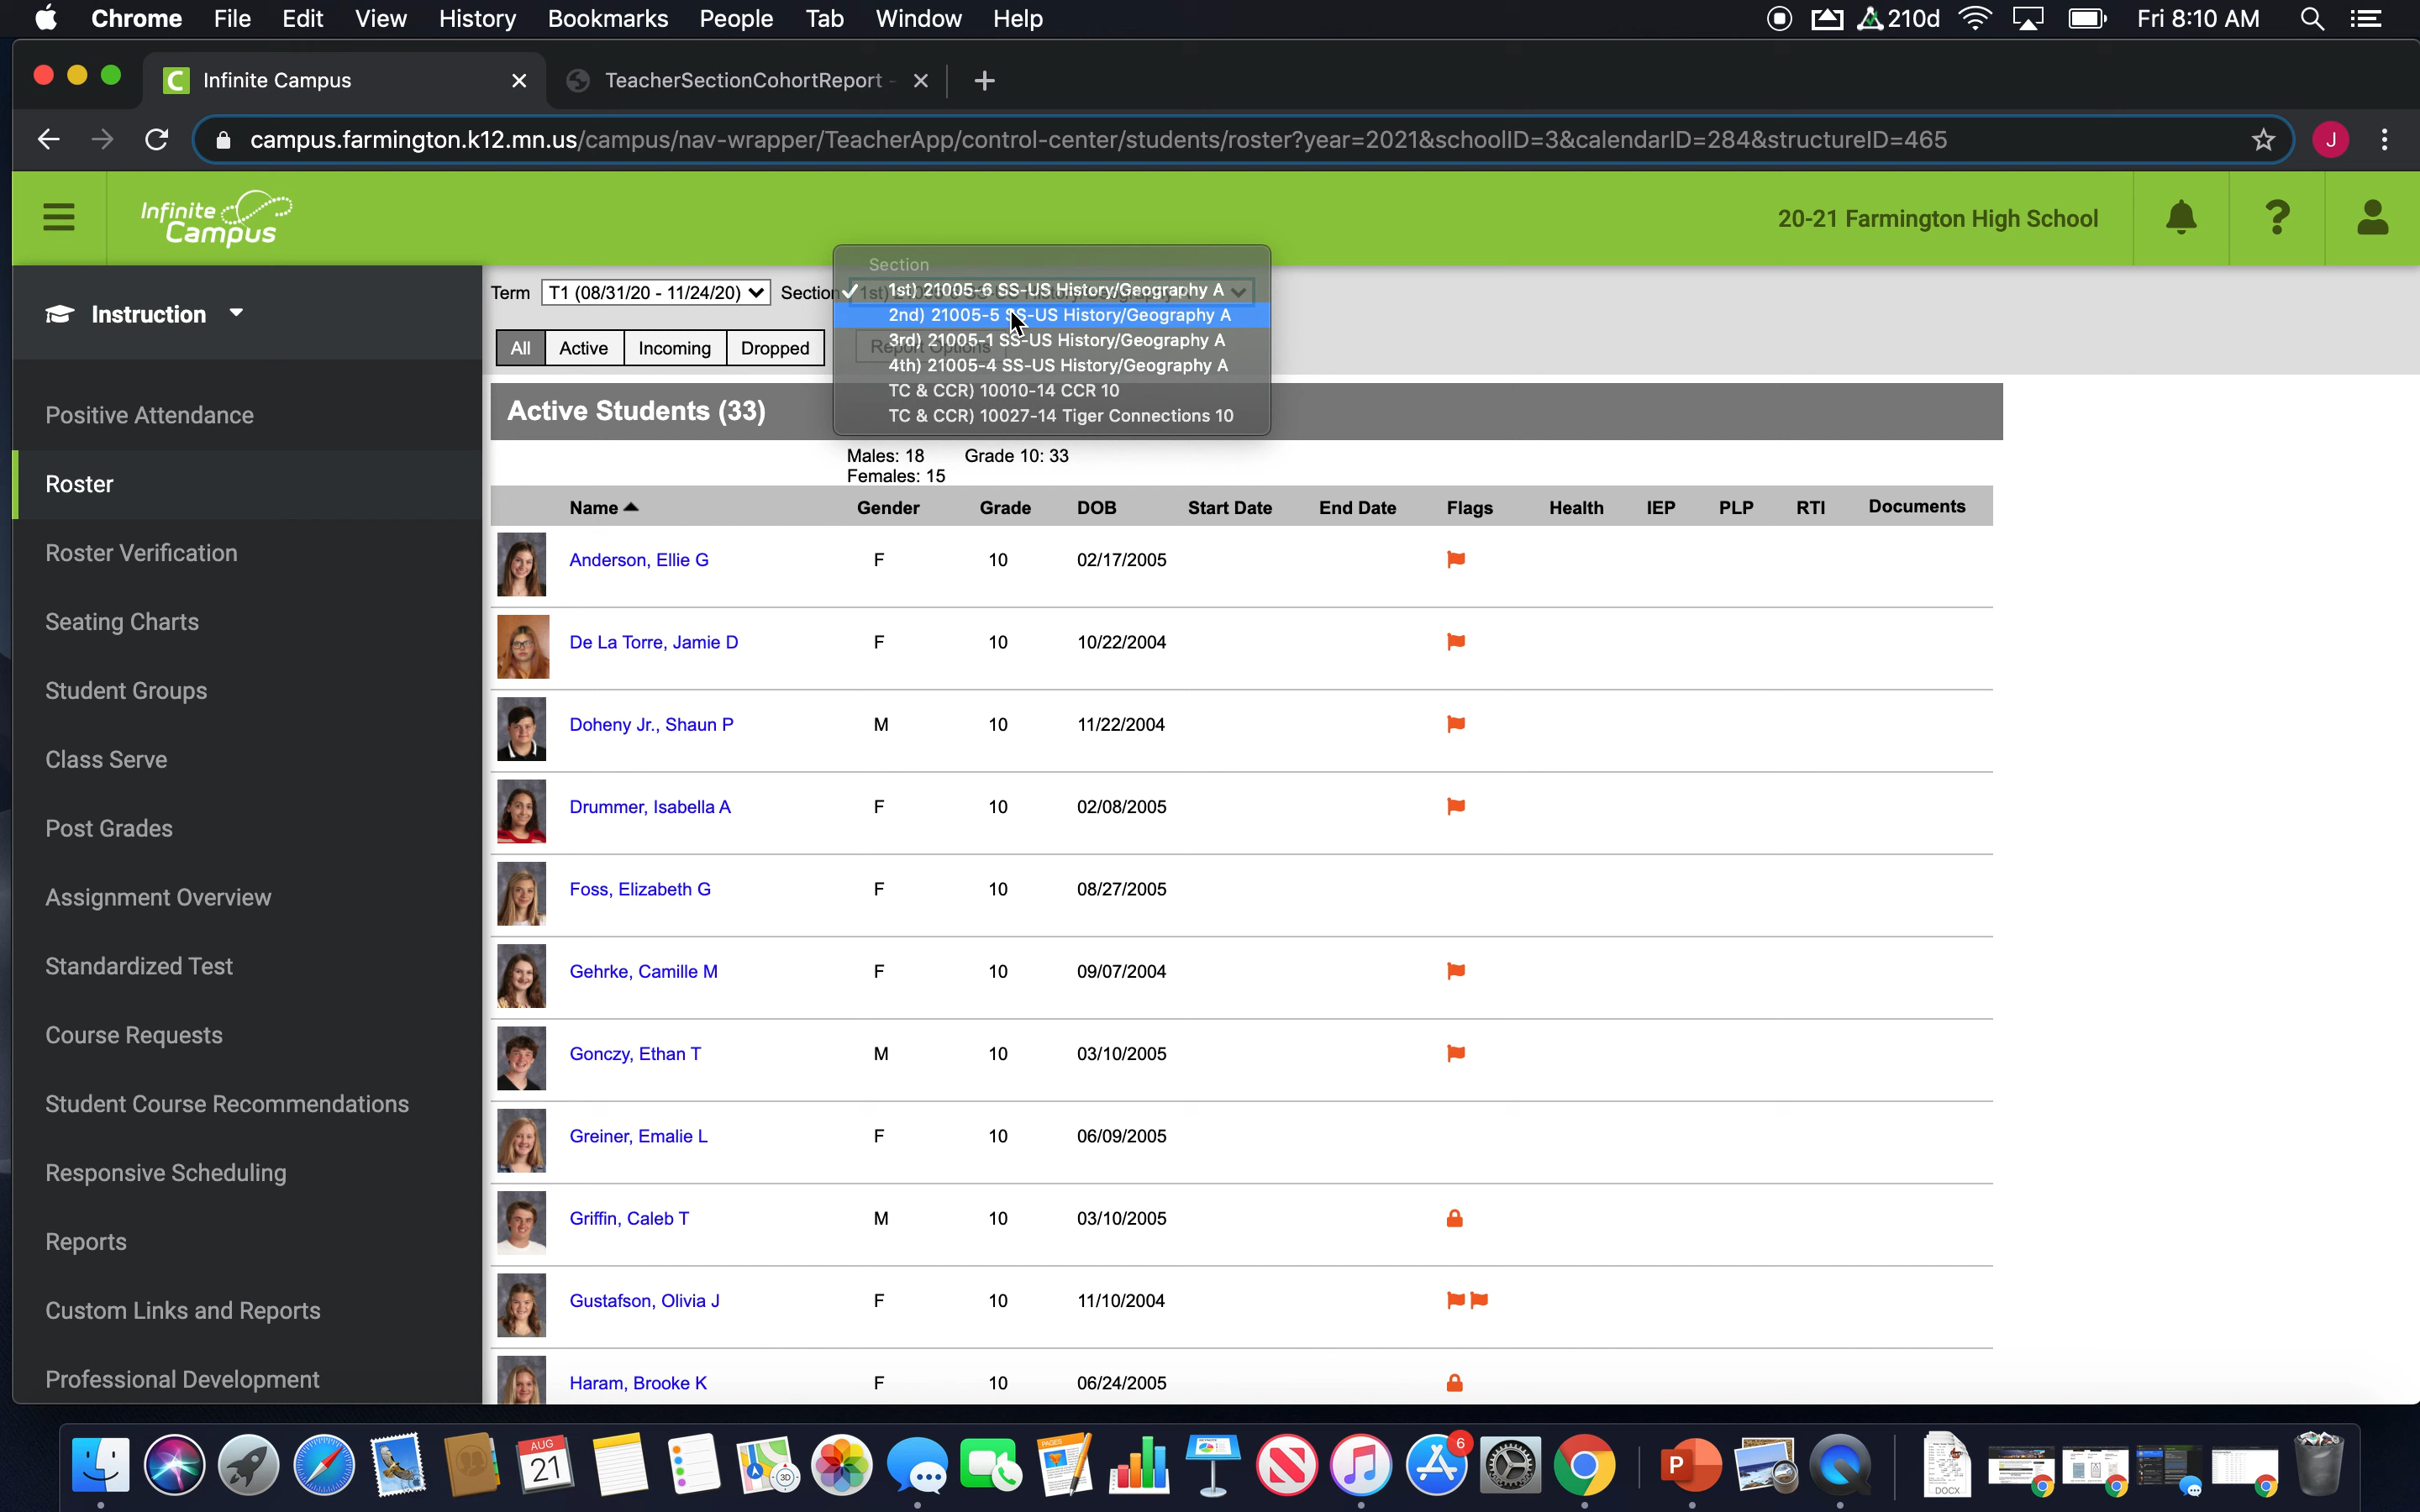 Chrome File Edit View History Bookmarks People Tab Window Help 210d Fri 8:10 AM
Infinite Campus TeacherSectionCohortReport -
campus.farmington.k12.mn.us/campus/nav-wrapper/TeacherApp/control-center/students/roster?year=2021&schoolID=3&calendarID=284&structureID=465 J
Infinite Campus 20-21 Farmington High School ?
Instruction
Positive Attendance
Roster
Roster Verification
Seating Charts
Student Groups
Class Serve
Post Grades
Assignment Overview
Standardized Test
Course Requests
Student Course Recommendations
Responsive Scheduling
Reports
Custom Links and Reports
Professional Development
Term T1 (08/31/20 - 11/24/20) Section
Section
1st) 21005-6 SS-US History/Geography A
2nd) 21005-5 SS-US History/Geography A
3rd) 21005-1 SS-US History/Geography A
4th) 21005-4 SS-US History/Geography A
TC & CCR) 10010-14 CCR 10
TC & CCR) 10027-14 Tiger Connections 10
All Active Incoming Dropped Report Options
Active Students (33)
Males: 18 Grade 10: 33
Females: 15
Name Gender Grade DOB Start Date End Date Flags Health IEP PLP RTI Documents
Anderson, Ellie G F 10 02/17/2005
De La Torre, Jamie D F 10 10/22/2004
Doheny Jr., Shaun P M 10 11/22/2004
Drummer, Isabella A F 10 02/08/2005
Foss, Elizabeth G F 10 08/27/2005
Gehrke, Camille M F 10 09/07/2004
Gonczy, Ethan T M 10 03/10/2005
Greiner, Emalie L F 10 06/09/2005
Griffin, Caleb T M 10 03/10/2005
Gustafson, Olivia J F 10 11/10/2004
Haram, Brooke K F 10 06/24/2005
AUG
21
3D
PAGES
6
P
DOCX